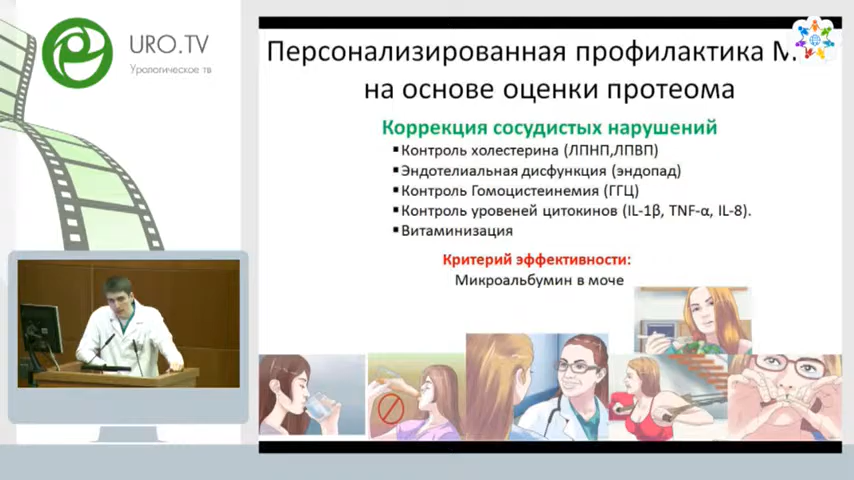 URO.TV
Урологическое тв
Персонализированная профилактика М
на основе оценки протеома
Коррекция сосудистых нарушений
▪Контроль холестерина (ЛПНП,ЛПВП)
▪Эндотелиальная дисфункция (эндопад)
▪Контроль Гомоцистеинемия (ГГЦ)
▪Контроль уровеней цитокинов (IL-1β, TNF-α, IL-8).
▪Витаминизация
Критерий эффективности:
Микроальбумин в моче